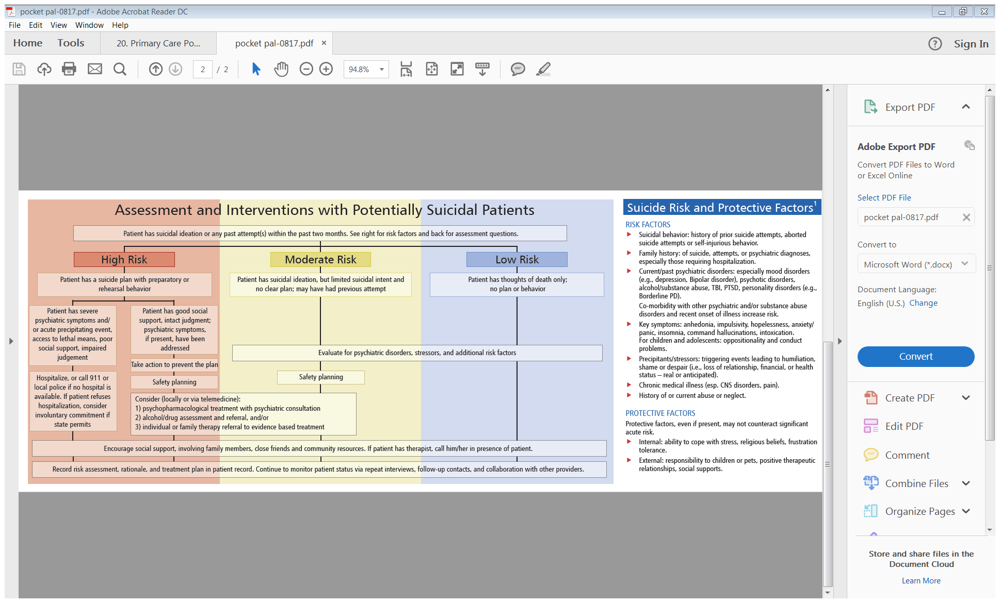 pocket pal-0817.pdf - Adobe Acrobat Reader DC
File Edit View Window Help
Home Tools 20. Primary Care Po... pocket pal-0817.pdf × Sign In
2 / 2 94.8%
Assessment and Interventions with Potentially Suicidal Patients
Patient has suicidal ideation or any past attempt(s) within the past two months. See right for risk factors and back for assessment questions.
High Risk
Patient has a suicide plan with preparatory or
rehearsal behavior
Patient has severe
psychiatric symptoms and/
or acute precipitating event,
access to lethal means, poor
social support, impaired
judgement
Hospitalize, or call 911 or
local police if no hospital is
available. If patient refuses
hospitalization, consider
involuntary commitment if
state permits
Patient has good social
support, intact judgment;
psychiatric symptoms,
if present, have been
addressed
Take action to prevent the plan
Safety planning
Moderate Risk
Patient has suicidal ideation, but limited suicidal intent and
no clear plan; may have had previous attempt
Low Risk
Patient has thoughts of death only;
no plan or behavior
Evaluate for psychiatric disorders, stressors, and additional risk factors
Safety planning
Consider (locally or via telemedicine):
1) psychopharmacological treatment with psychiatric consultation
2) alcohol/drug assessment and referral, and/or
3) individual or family therapy referral to evidence based treatment
Encourage social support, involving family members, close friends and community resources. If patient has therapist, call him/her in presence of patient.
Record risk assessment, rationale, and treatment plan in patient record. Continue to monitor patient status via repeat interviews, follow-up contacts, and collaboration with other providers.
Suicide Risk and Protective Factors1
RISK FACTORS
Suicidal behavior: history of prior suicide attempts, aborted
suicide attempts or self-injurious behavior.
Family history: of suicide, attempts, or psychiatric diagnoses,
especially those requiring hospitalization.
Current/past psychiatric disorders: especially mood disorders
(e.g., depression, Bipolar disorder), psychotic disorders,
alcohol/substance abuse, TBI, PTSD, personality disorders (e.g.,
Borderline PD).
Co-morbidity with other psychiatric and/or substance abuse
disorders and recent onset of illness increase risk.
Key symptoms: anhedonia, impulsivity, hopelessness, anxiety/
panic, insomnia, command hallucinations, intoxication.
For children and adolescents: oppositionality and conduct
problems.
Precipitants/stressors: triggering events leading to humiliation,
shame or despair (i.e., loss of relationship, financial, or health
status – real or anticipated).
Chronic medical illness (esp. CNS disorders, pain).
History of or current abuse or neglect.
PROTECTIVE FACTORS
Protective factors, even if present, may not counteract significant
acute risk.
Internal: ability to cope with stress, religious beliefs, frustration
tolerance.
External: responsibility to children or pets, positive therapeutic
relationships, social supports.
Export PDF
Adobe Export PDF
Convert PDF Files to Word
or Excel Online
Select PDF File
pocket pal-0817.pdf
Convert to
Microsoft Word (*.docx)
Document Language:
English (U.S.) Change
Convert
Create PDF
Edit PDF
Comment
Combine Files
Organize Pages
Store and share files in the
Document Cloud
Learn More